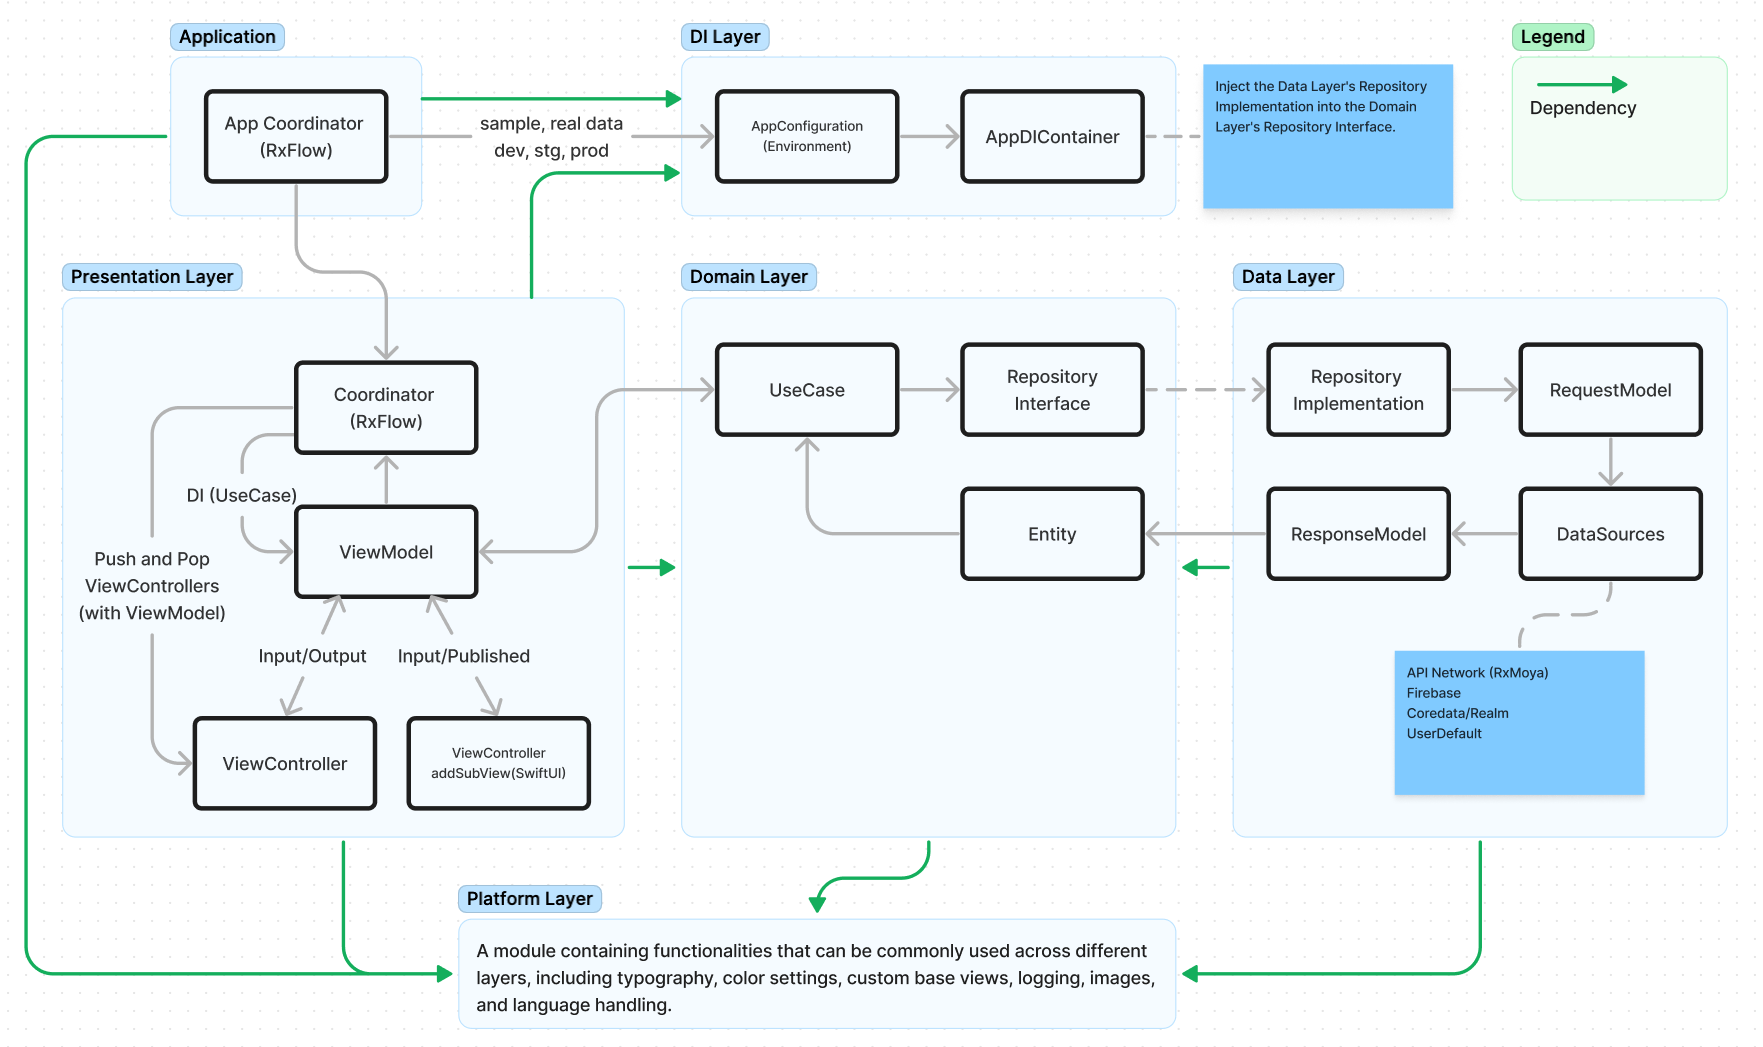 Application
App Coordinator
(RxFlow)
sample, real data
dev, stg, prod
DI Layer
AppConfiguration
(Environment)
AppDIContainer
Inject the Data Layer's Repository
Implementation into the Domain
Layer's Repository Interface.
Legend
Dependency
Presentation Layer
Coordinator
(RxFlow)
DI (UseCase)
ViewModel
Push and Pop
ViewControllers
(with ViewModel)
Input/Output
Input/Published
ViewController
ViewController
addSubView(SwiftUI)
Domain Layer
UseCase
Repository
Interface
Entity
Data Layer
Repository
Implementation
RequestModel
ResponseModel
DataSources
API Network (RxMoya)
Firebase
Coredata/Realm
UserDefault
Platform Layer
A module containing functionalities that can be commonly used across different
layers, including typography, color settings, custom base views, logging, images,
and language handling.